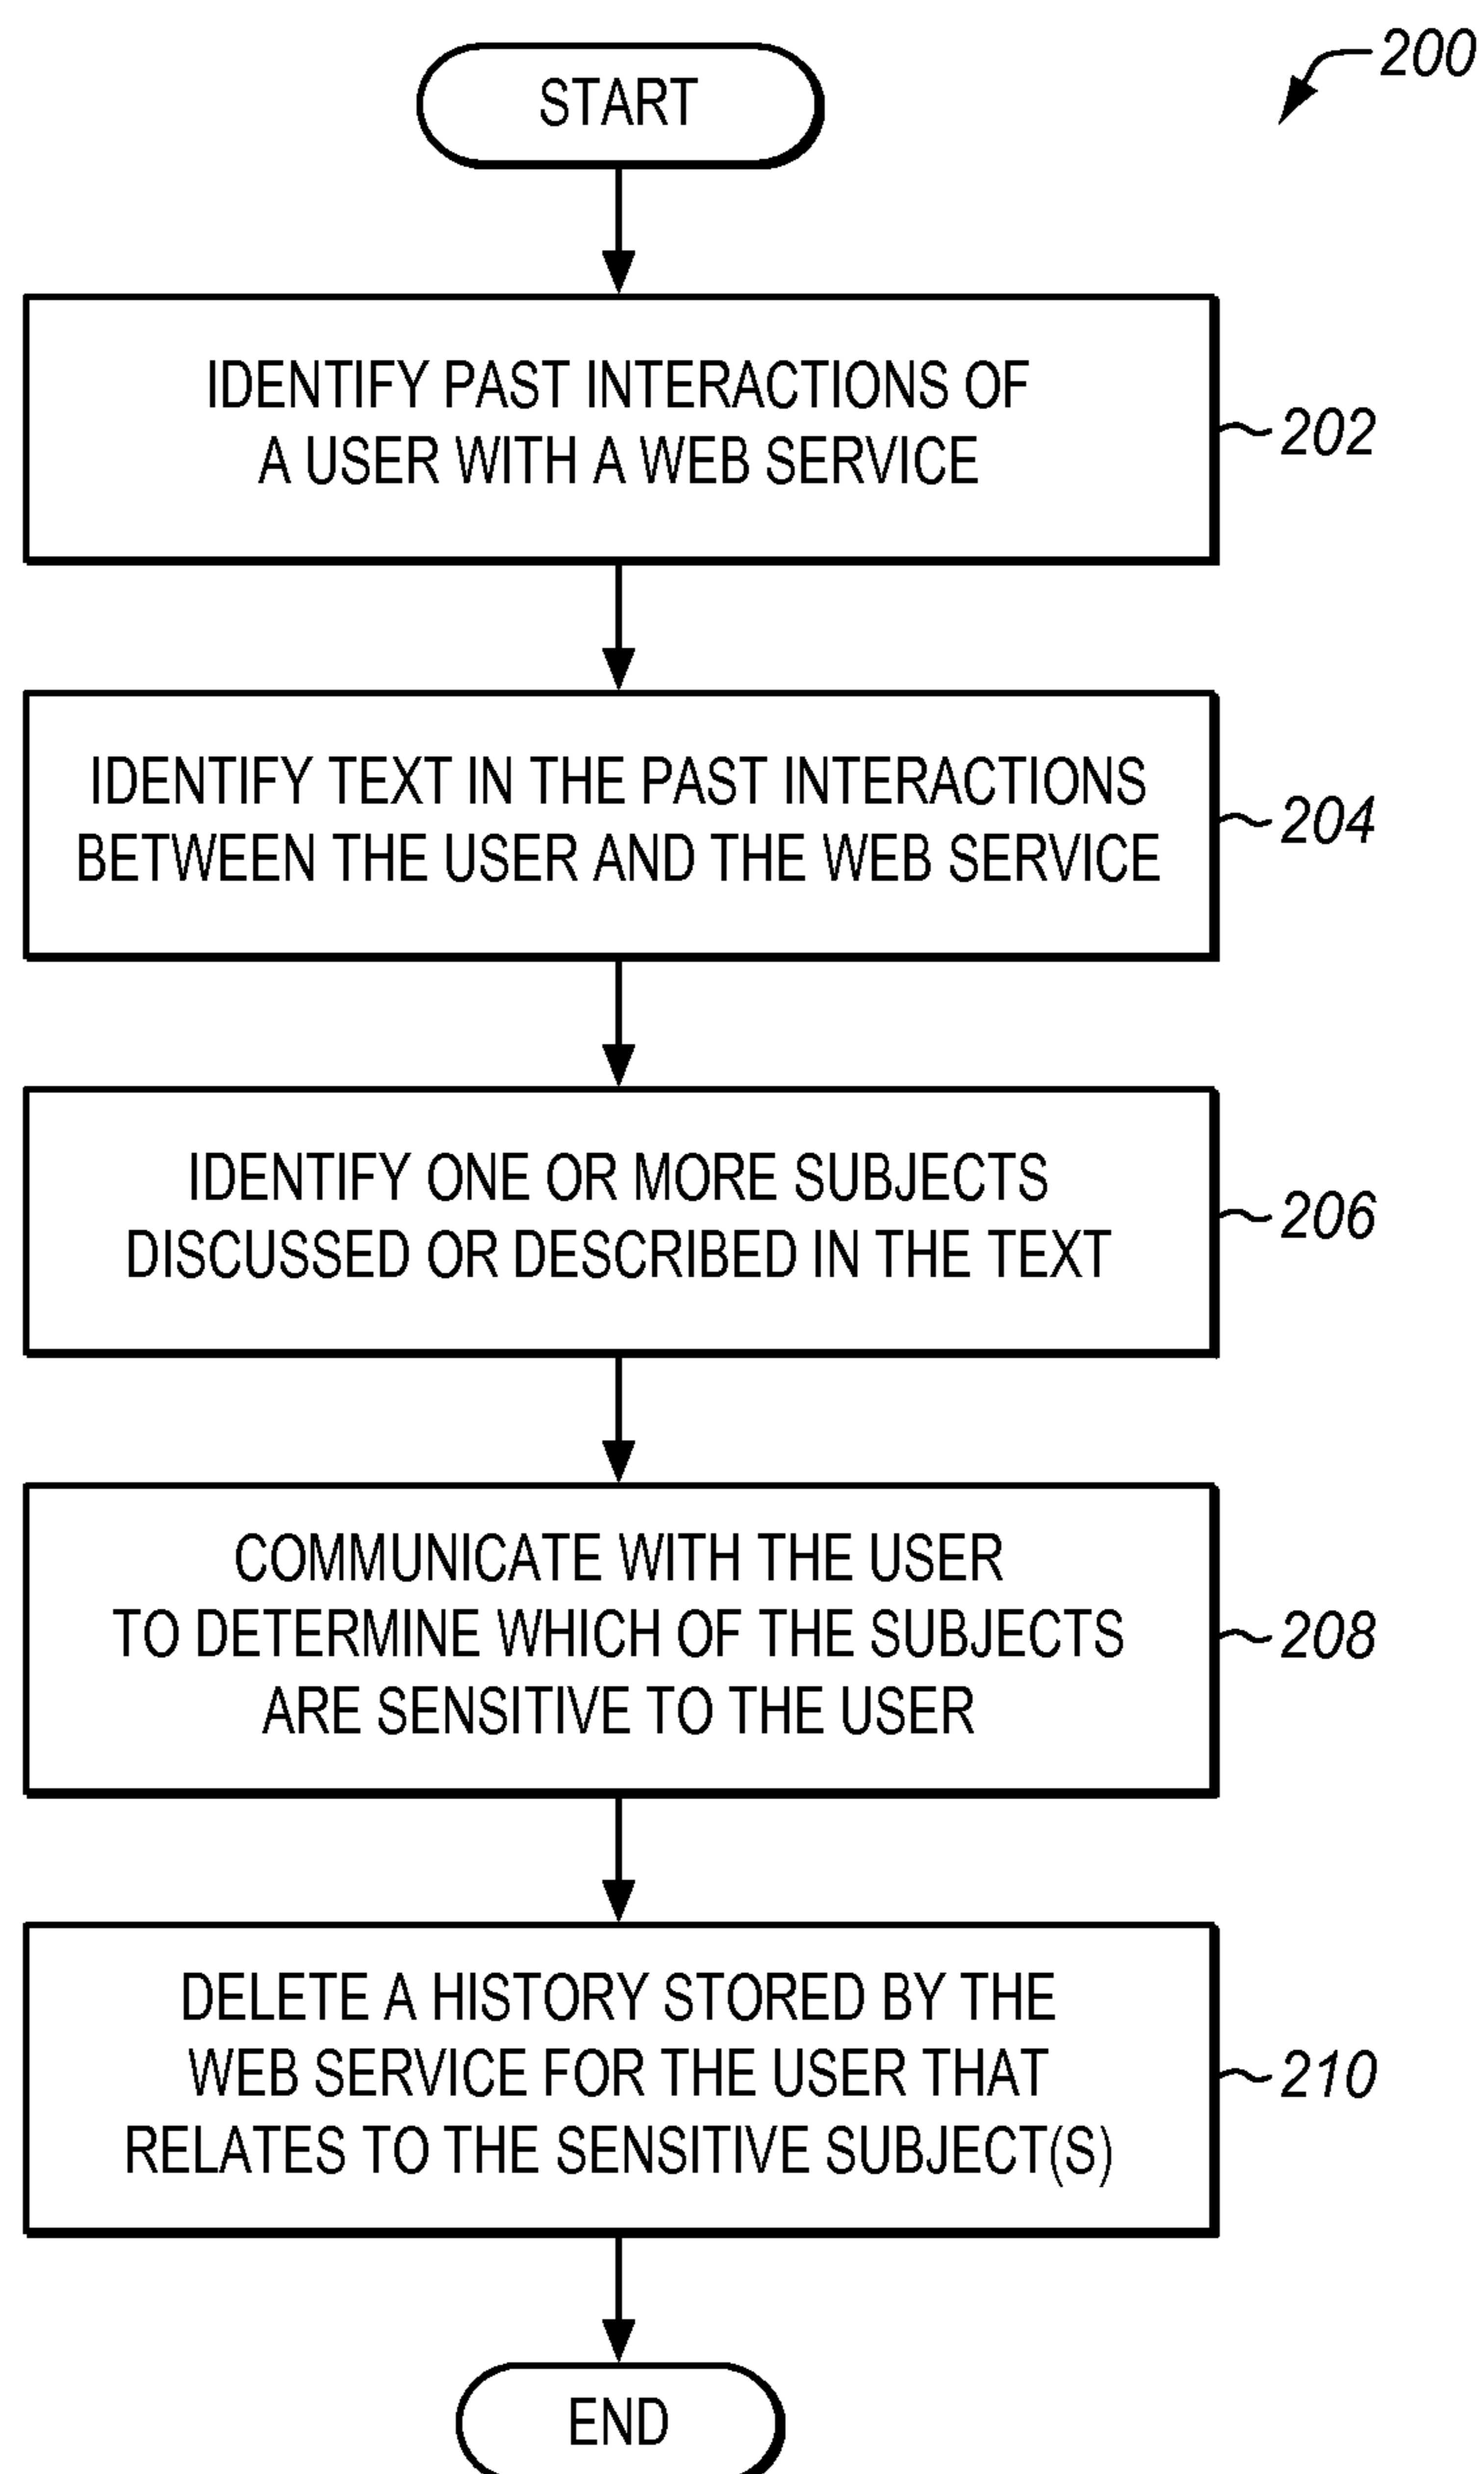 200
START
IDENTIFY PAST INTERACTIONS OF
A USER WITH A WEB SERVICE
202
IDENTIFY TEXT IN THE PAST INTERACTIONS
BETWEEN THE USER AND THE WEB SERVICE
204
IDENTIFY ONE OR MORE SUBJECTS
DISCUSSED OR DESCRIBED IN THE TEXT
206
COMMUNICATE WITH THE USER
TO DETERMINE WHICH OF THE SUBJECTS
ARE SENSITIVE TO THE USER
208
DELETE A HISTORY STORED BY THE
WEB SERVICE FOR THE USER THAT
RELATES TO THE SENSITIVE SUBJECT(S)
210
END